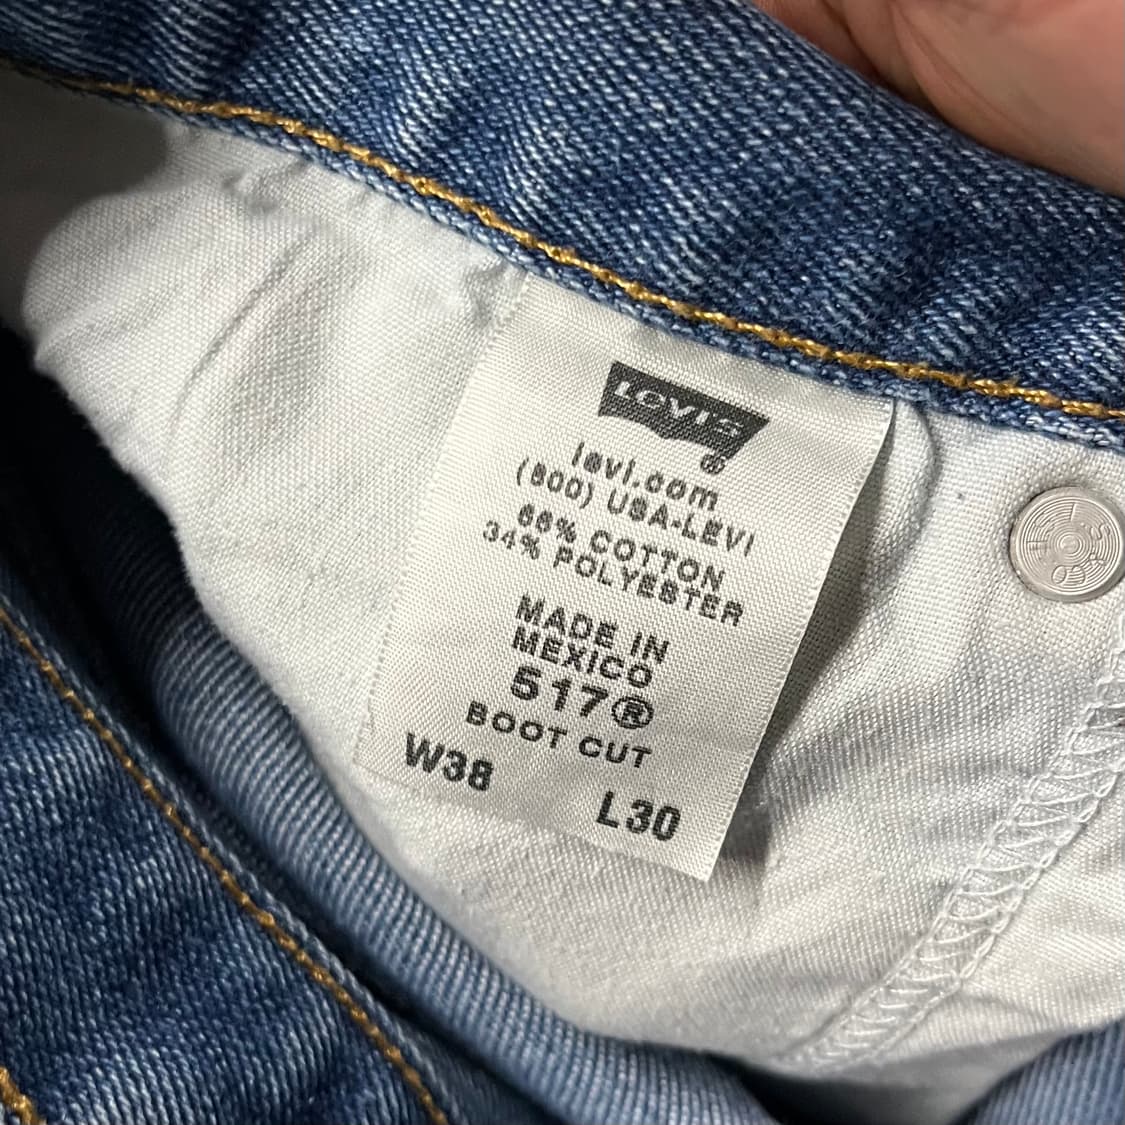 LEVI'S
®
levi.com
(800) USA-LEVI
66% COTTON
34% POLYESTER
MADE IN
MEXICO
517®
BOOT CUT
W38
L30